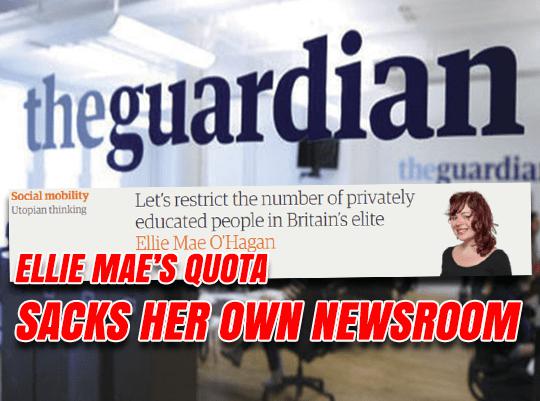 theguardian
theguardia
Social mobility
Utopian thinking
Let's restrict the number of privately
educated people in Britain's elite
Ellie Mae O'Hagan
ELLIE MAE'S QUOTA
SACKS HER OWN NEWSROOM